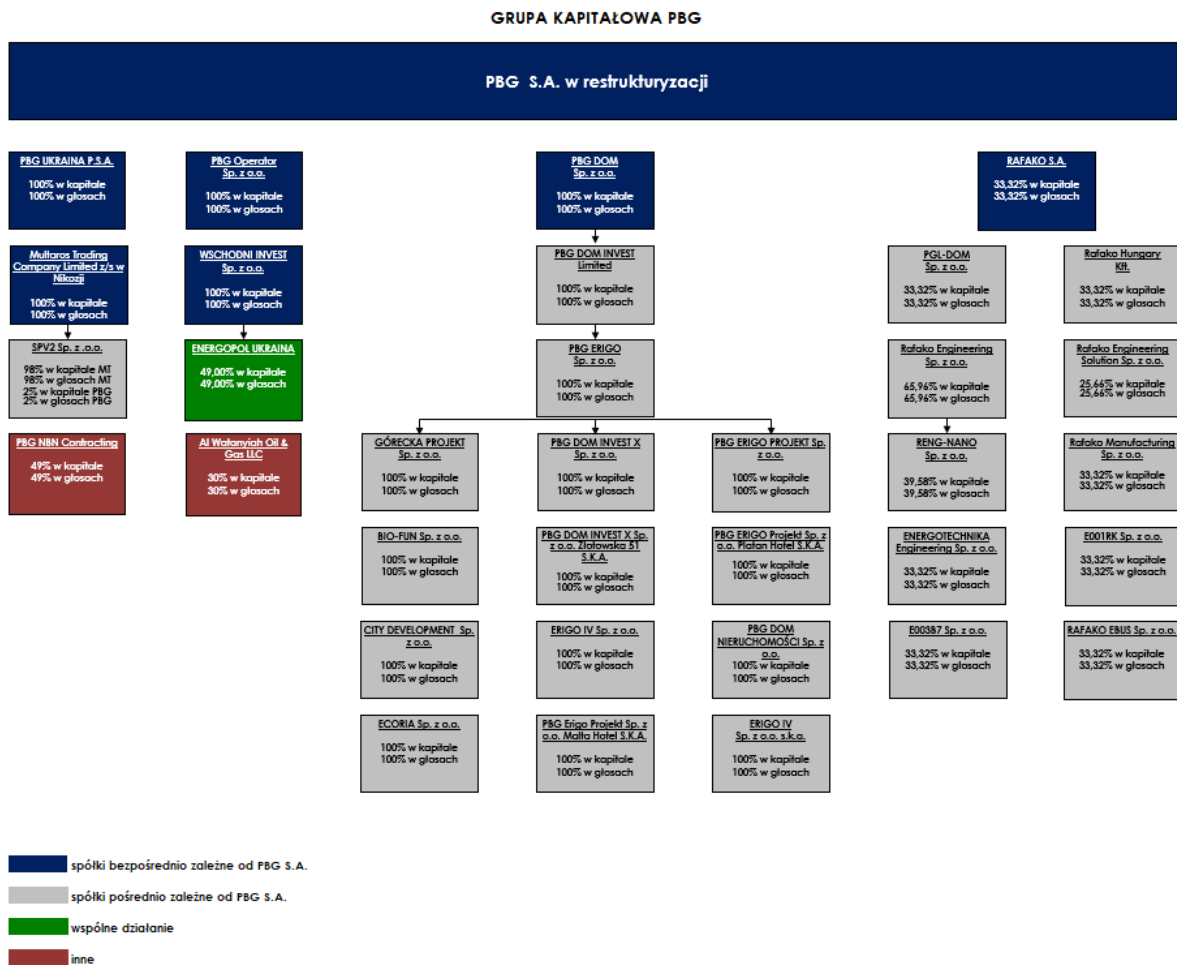 GRUPA KAPITAŁOWA PBG
PBG S.A. w restrukturyzacji
PBG UKRAINA P.S.A.
100% w kapitale
100% w głosach
PBG Operator
Sp. z o.o.
100% w kapitale
100% w głosach
PBG DOM
Sp. z o.o.
100% w kapitale
100% w głosach
RAFAKO S.A.
33,32% w kapitale
33,32% w głosach
Multaros Trading
Company Limited z/s w
Nikozji
100% w kapitale
100% w głosach
WSCHODNI INVEST
Sp. z o.o.
100% w kapitale
100% w głosach
PBG DOM INVEST
Limited
100% w kapitale
100% w głosach
PGL-DOM
Sp. z o.o.
33,32% w kapitale
33,32% w głosach
Rafako Hungary
Kft.
33,32% w kapitale
33,32% w głosach
SPV2 Sp. z .o.o.
98% w kapitale MT
98% w głosach MT
2% w kapitale PBG
2% w głosach PBG
ENERGOPOL UKRAINA
49,00% w kapitale
49,00% w głosach
PBG ERIGO
Sp. z o.o.
100% w kapitale
100% w głosach
Rafako Engineering
Sp. z o.o.
65,96% w kapitale
65,96% w głosach
Rafako Engineering
Solution Sp. z o.o.
25,66% w kapitale
25,66% w głosach
PBG NBN Contracting
49% w kapitale
49% w głosach
Al Watanyiah Oil &
Gas LLC
30% w kapitale
30% w głosach
GÓRECKA PROJEKT
Sp. z o.o.
100% w kapitale
100% w głosach
PBG DOM INVEST X
Sp. z o.o.
100% w kapitale
100% w głosach
PBG ERIGO PROJEKT Sp.
z o.o.
100% w kapitale
100% w głosach
RENG-NANO
Sp. z o.o.
39,58% w kapitale
39,58% w głosach
Rafako Manufacturing
Sp. z o.o.
33,32% w kapitale
33,32% w głosach
BIO-FUN Sp. z o.o.
100% w kapitale
100% w głosach
PBG DOM INVEST X Sp.
z o.o. Złotowska 51
S.K.A.
100% w kapitale
100% w głosach
PBG ERIGO Projekt Sp. z
o.o. Platan Hotel S.K.A.
100% w kapitale
100% w głosach
ENERGOTECHNIKA
Engineering Sp. z o.o.
33,32% w kapitale
33,32% w głosach
E001RK Sp. z o.o.
33,32% w kapitale
33,32% w głosach
CITY DEVELOPMENT Sp.
z o.o.
100% w kapitale
100% w głosach
ERIGO IV Sp. z o.o.
100% w kapitale
100% w głosach
PBG DOM
NIERUCHOMOŚCI Sp. z
o.o.
100% w kapitale
100% w głosach
E003B7 Sp. z o.o.
33,32% w kapitale
33,32% w głosach
RAFAKO EBUS Sp. z o.o.
33,32% w kapitale
33,32% w głosach
ECORIA Sp. z o.o.
100% w kapitale
100% w głosach
PBG Erigo Projekt Sp. z
o.o. Malta Hotel S.K.A.
100% w kapitale
100% w głosach
ERIGO IV
Sp. z o.o. s.k.a.
100% w kapitale
100% w głosach
spółki bezpośrednio zależne od PBG S.A.
spółki pośrednio zależne od PBG S.A.
wspólne działanie
inne